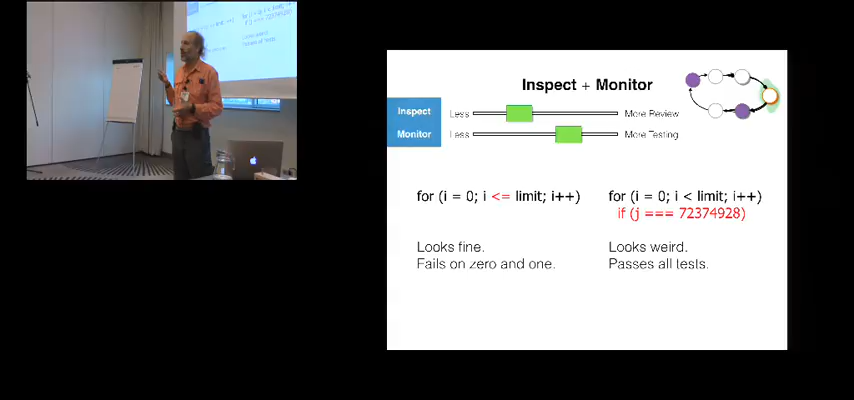 Inspect + Monitor
Inspect Less More Review
Monitor Less More Testing
for (i = 0; i <= limit; i++)
Looks fine.
Fails on zero and one.
for (i = 0; i < limit; i++)
if (j === 72374928)
Looks weird.
Passes all tests.